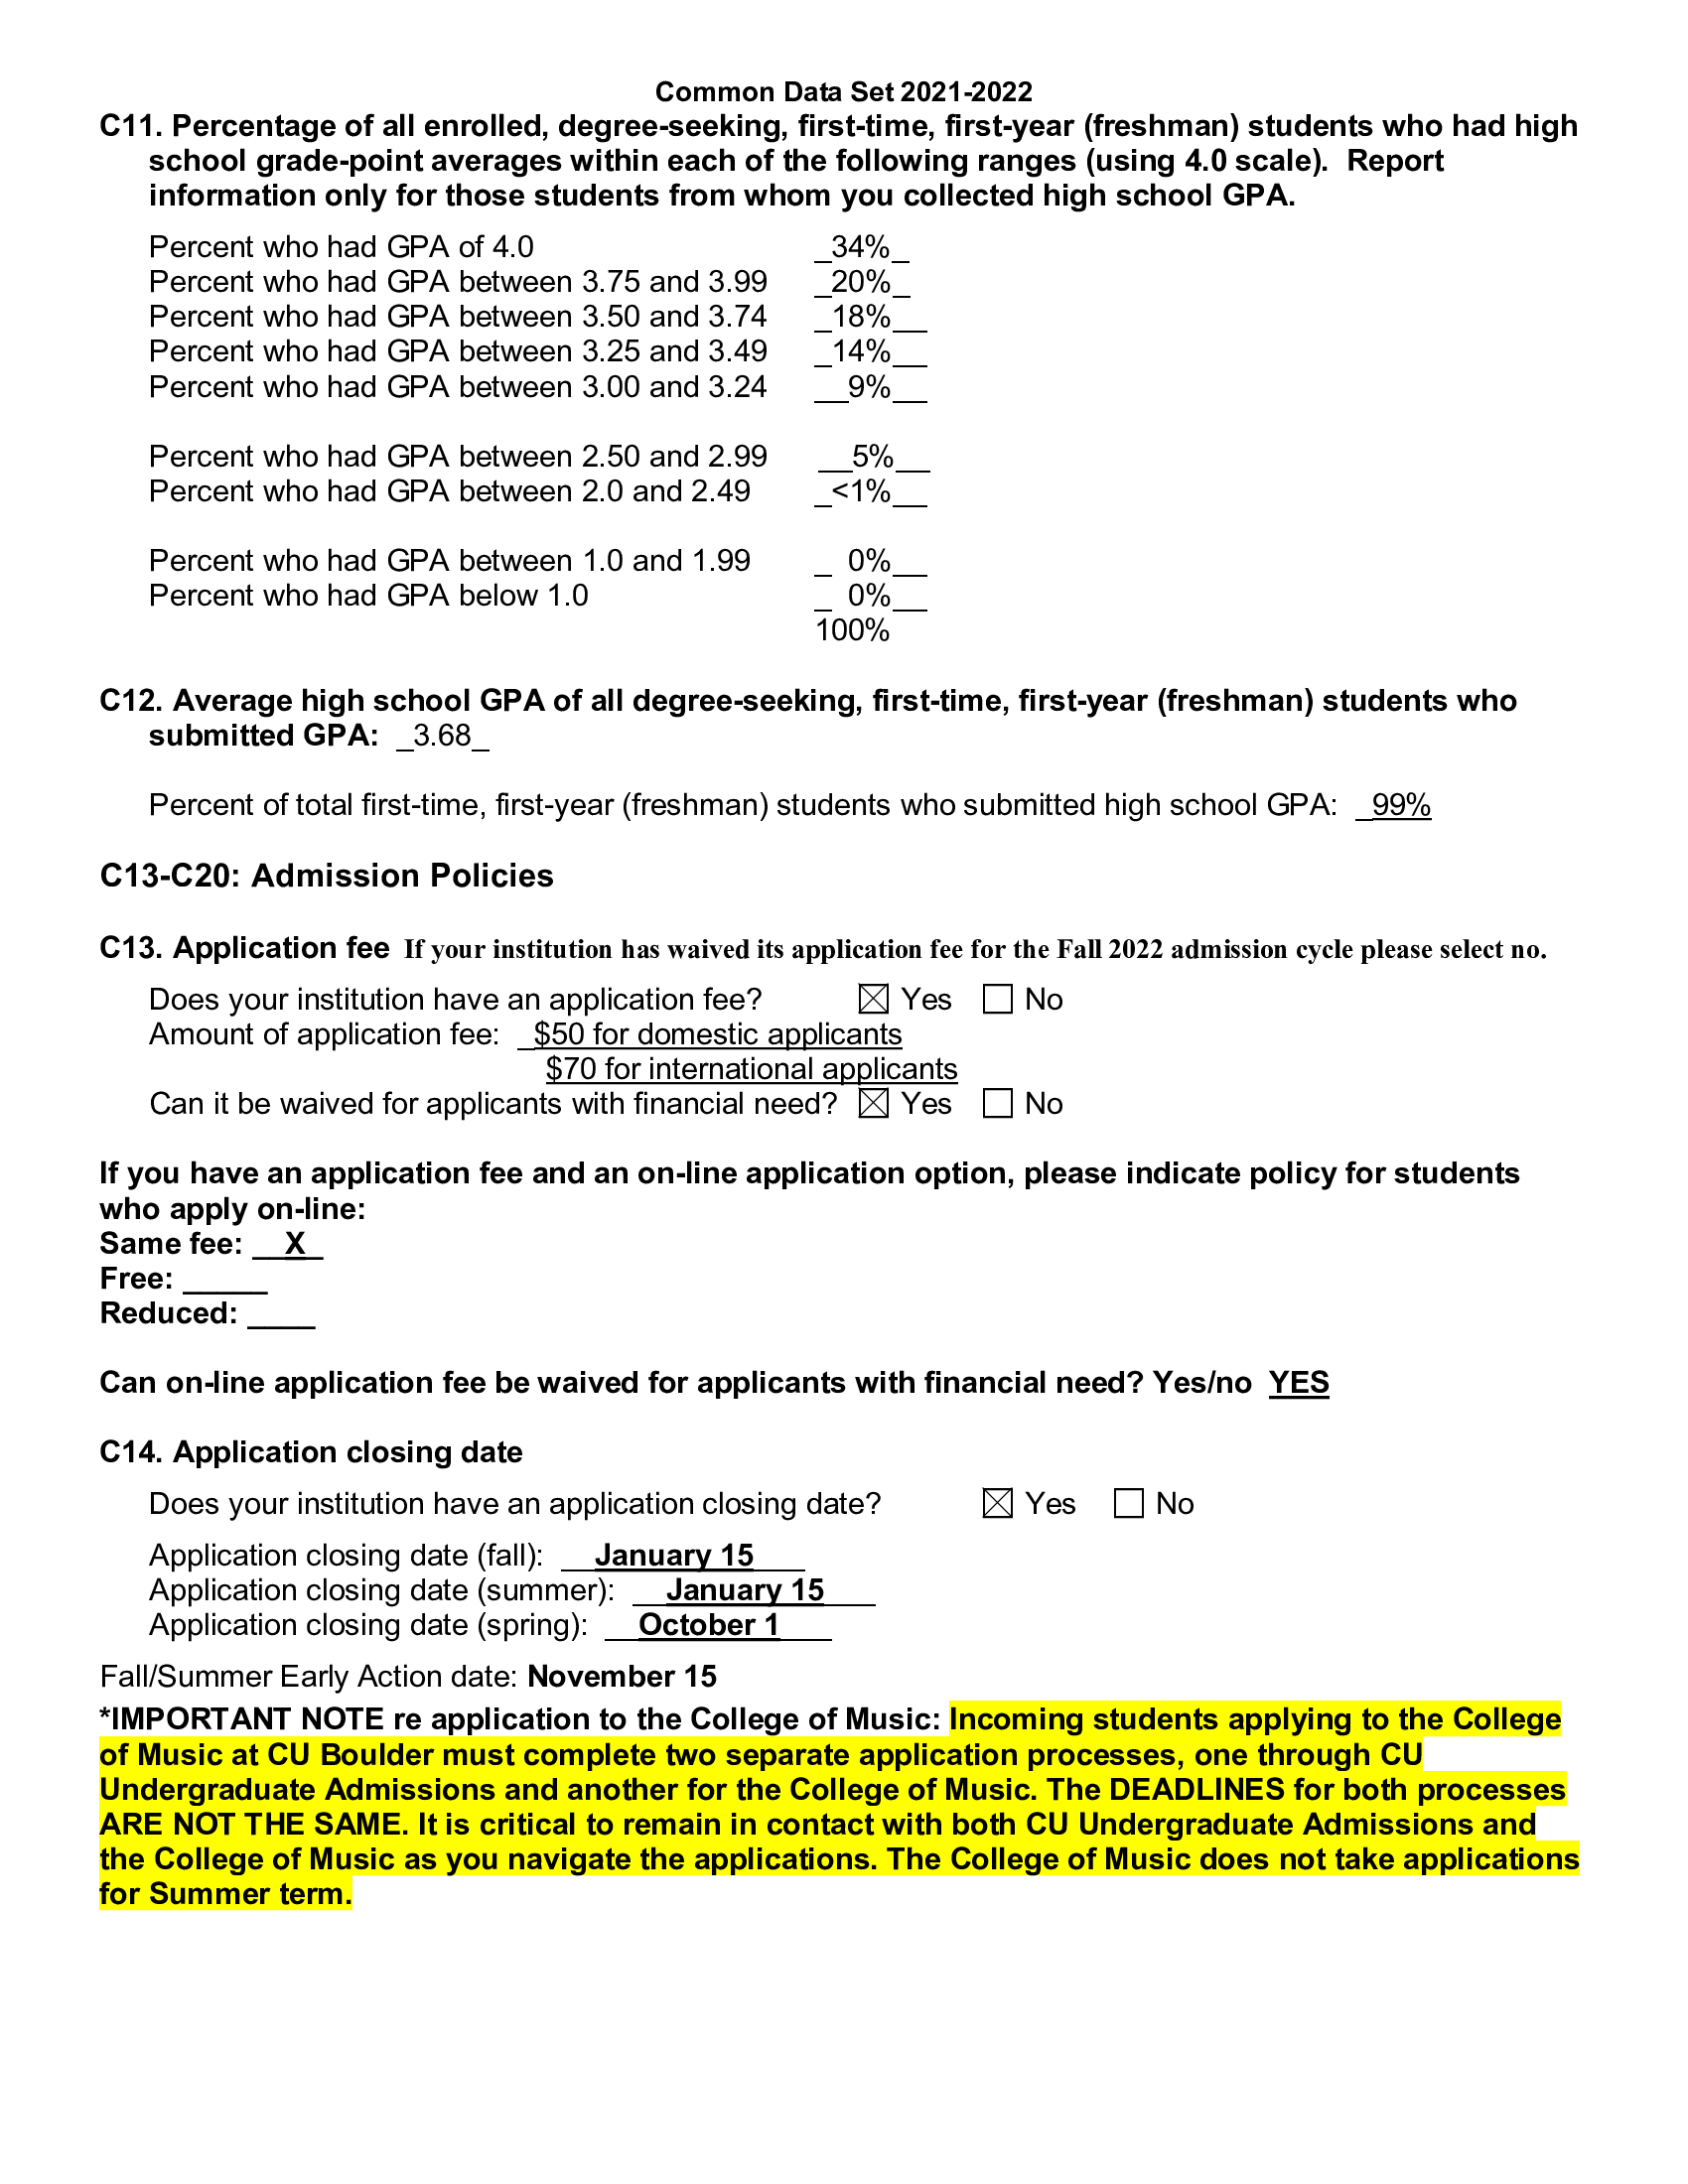 Common Data Set 2021-2022
C11. Percentage of all enrolled, degree-seeking, first-time, first-year (freshman) students who had high
school grade-point averages within each of the following ranges (using 4.0 scale).  Report
information only for those students from whom you collected high school GPA.
Percent who had GPA of 4.0 _34%_
Percent who had GPA between 3.75 and 3.99 _20%_
Percent who had GPA between 3.50 and 3.74 _18%__
Percent who had GPA between 3.25 and 3.49 _14%__
Percent who had GPA between 3.00 and 3.24 __9%__
Percent who had GPA between 2.50 and 2.99 __5%__
Percent who had GPA between 2.0 and 2.49 _<1%__
Percent who had GPA between 1.0 and 1.99 _ 0%__
Percent who had GPA below 1.0 _ 0%__
100%
C12. Average high school GPA of all degree-seeking, first-time, first-year (freshman) students who
submitted GPA:  _3.68_
Percent of total first-time, first-year (freshman) students who submitted high school GPA:  _99%
C13-C20: Admission Policies
C13. Application fee  If your institution has waived its application fee for the Fall 2022 admission cycle please select no.
Does your institution have an application fee? ☒ Yes ☐ No
Amount of application fee:  _$50 for domestic applicants
$70 for international applicants
Can it be waived for applicants with financial need? ☒ Yes ☐ No
If you have an application fee and an on-line application option, please indicate policy for students
who apply on-line:
Same fee: __X_
Free: _____
Reduced: ____
Can on-line application fee be waived for applicants with financial need? Yes/no  YES
C14. Application closing date
Does your institution have an application closing date? ☒ Yes ☐ No
Application closing date (fall):  __January 15___
Application closing date (summer):  __January 15___
Application closing date (spring):  __October 1___
Fall/Summer Early Action date: November 15
*IMPORTANT NOTE re application to the College of Music: Incoming students applying to the College
of Music at CU Boulder must complete two separate application processes, one through CU
Undergraduate Admissions and another for the College of Music. The DEADLINES for both processes
ARE NOT THE SAME. It is critical to remain in contact with both CU Undergraduate Admissions and
the College of Music as you navigate the applications. The College of Music does not take applications
for Summer term.